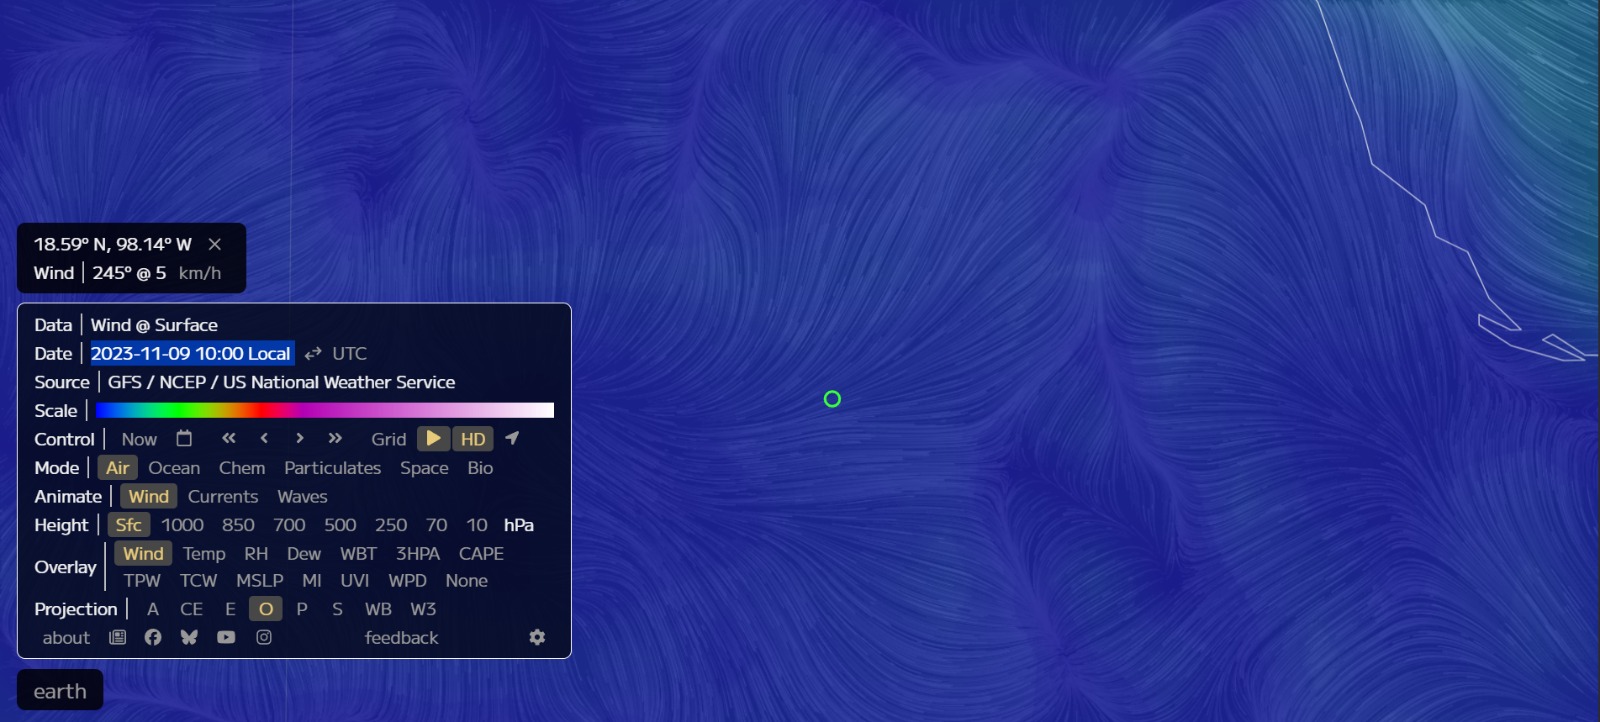 18.59° N, 98.14° W ×
Wind | 245° @ 5 km/h
Data | Wind @ Surface
Date | 2023-11-09 10:00 Local ⇄ UTC
Source | GFS / NCEP / US National Weather Service
Scale |
Control | Now « ‹ › » Grid HD
Mode | Air Ocean Chem Particulates Space Bio
Animate | Wind Currents Waves
Height | Sfc 1000 850 700 500 250 70 10 hPa
Overlay | Wind Temp RH Dew WBT 3HPA CAPE
TPW TCW MSLP MI UVI WPD None
Projection | A CE E O P S WB W3
about feedback
earth